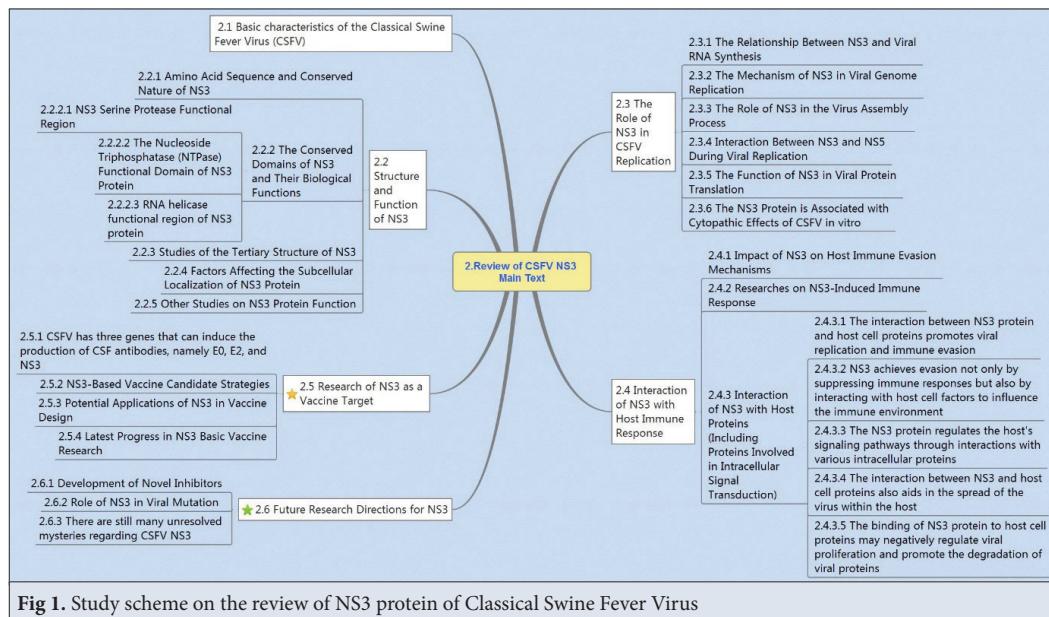 2.1 Basic characteristics of the Classical Swine
Fever Virus (CSFV)
2.2.1 Amino Acid Sequence and Conserved
Nature of NS3
2.2.2.1 NS3 Serine Protease Functional
Region
2.2.2.2 The Nucleoside
Triphosphatase (NTPase)
Functional Domain of NS3
Protein
2.2.2.3 RNA helicase
functional region of NS3
protein
2.2.2 The Conserved
Domains of NS3
and Their Biological
Functions
2.2.3 Studies of the Tertiary Structure of NS3
2.2.4 Factors Affecting the Subcellular
Localization of NS3 Protein
2.2.5 Other Studies on NS3 Protein Function
2.2
Structure
and
Function
of NS3
2.5.1 CSFV has three genes that can induce the
production of CSF antibodies, namely E0, E2, and
NS3
2.5.2 NS3-Based Vaccine Candidate Strategies
2.5.3 Potential Applications of NS3 in Vaccine
Design
2.5.4 Latest Progress in NS3 Basic Vaccine
Research
2.5 Research of NS3 as a
Vaccine Target
2.6.1 Development of Novel Inhibitors
2.6.2 Role of NS3 in Viral Mutation
2.6.3 There are still many unresolved
mysteries regarding CSFV NS3
2.6 Future Research Directions for NS3
2.Review of CSFV NS3
Main Text
2.3 The
Role of
NS3 in
CSFV
Replication
2.3.1 The Relationship Between NS3 and Viral
RNA Synthesis
2.3.2 The Mechanism of NS3 in Viral Genome
Replication
2.3.3 The Role of NS3 in the Virus Assembly
Process
2.3.4 Interaction Between NS3 and NS5
During Viral Replication
2.3.5 The Function of NS3 in Viral Protein
Translation
2.3.6 The NS3 Protein is Associated with
Cytopathic Effects of CSFV in vitro
2.4 Interaction
of NS3 with
Host Immune
Response
2.4.1 Impact of NS3 on Host Immune Evasion
Mechanisms
2.4.2 Researches on NS3-Induced Immune
Response
2.4.3 Interaction
of NS3 with Host
Proteins
(Including
Proteins Involved
in Intracellular
Signal
Transduction)
2.4.3.1 The interaction between NS3 protein
and host cell proteins promotes viral
replication and immune evasion
2.4.3.2 NS3 achieves evasion not only by
suppressing immune responses but also by
interacting with host cell factors to influence
the immune environment
2.4.3.3 The NS3 protein regulates the host's
signaling pathways through interactions with
various intracellular proteins
2.4.3.4 The interaction between NS3 and host
cell proteins also aids in the spread of the
virus within the host
2.4.3.5 The binding of NS3 protein to host cell
proteins may negatively regulate viral
proliferation and promote the degradation of
viral proteins
Fig 1. Study scheme on the review of NS3 protein of Classical Swine Fever Virus